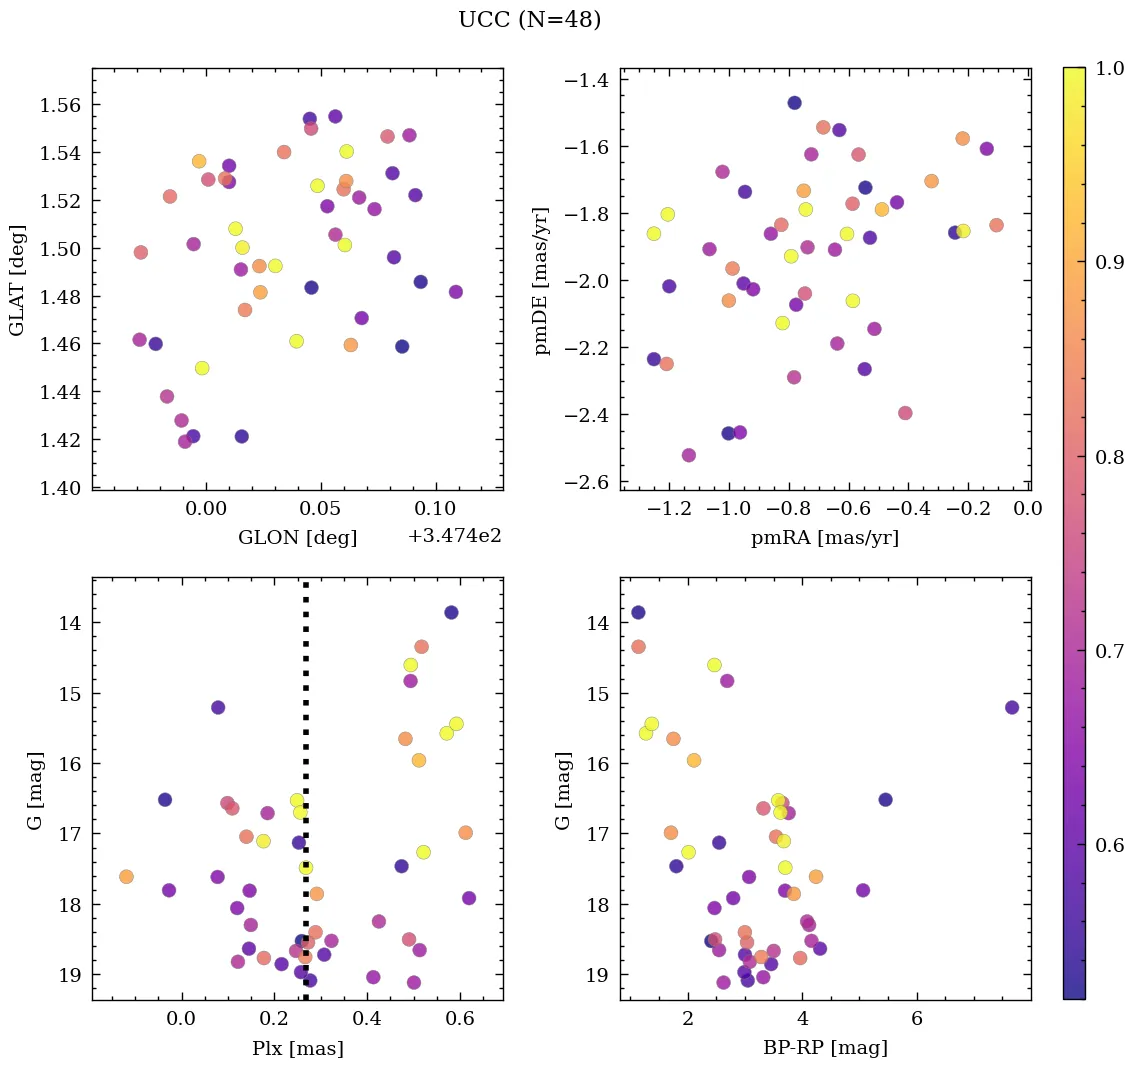 UCC (N=48)
1.56
1.54
1.52
1.50
1.48
1.46
1.44
1.42
1.40
GLAT [deg]
0.00 0.05 0.10
GLON [deg]
+3.474e2
−1.4
−1.6
−1.8
−2.0
−2.2
−2.4
−2.6
pmDE [mas/yr]
−1.2 −1.0 −0.8 −0.6 −0.4 −0.2 0.0
pmRA [mas/yr]
14
15
16
17
18
19
G [mag]
0.0 0.2 0.4 0.6
Plx [mas]
14
15
16
17
18
19
G [mag]
2 4 6
BP-RP [mag]
1.0
0.9
0.8
0.7
0.6